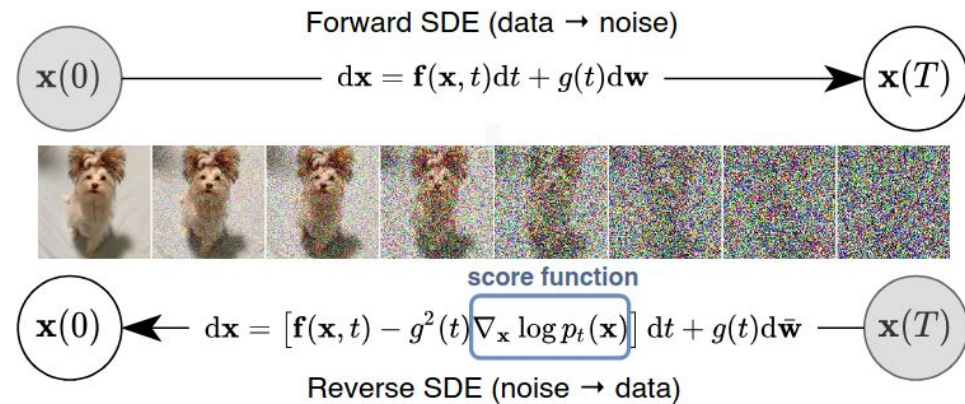 Forward SDE (data → noise)
x(0) dx = f(x, t)dt + g(t)dw x(T)
score function
x(0) dx = [f(x, t) − g²(t)∇ₓ log pₜ(x)] dt + g(t)dw̄ x(T)
Reverse SDE (noise → data)